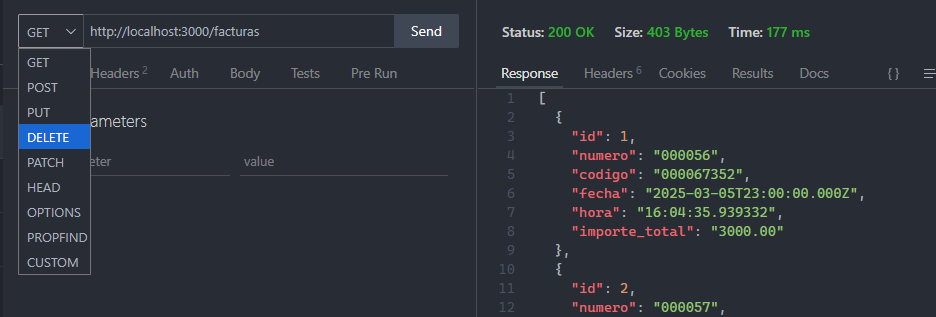 GET http://localhost:3000/facturas Send
GET
POST
PUT
DELETE
PATCH
HEAD
OPTIONS
PROPFIND
CUSTOM
Headers 2 Auth Body Tests Pre Run
ameters
eter value
Status: 200 OK Size: 403 Bytes Time: 177 ms
Response Headers 6 Cookies Results Docs { }
1 [
2 {
3 "id": 1,
4 "numero": "000056",
5 "codigo": "000067352",
6 "fecha": "2025-03-05T23:00:00.000Z",
7 "hora": "16:04:35.939332",
8 "importe_total": "3000.00"
9 },
10 {
11 "id": 2,
12 "numero": "000057",